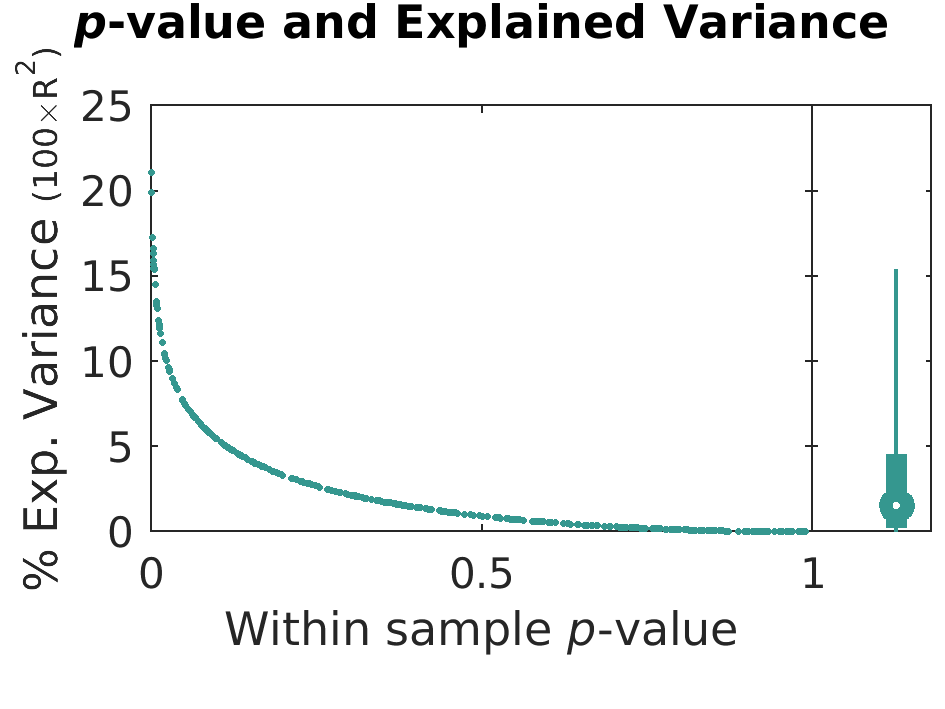 p-value and Explained Variance
% Exp. Variance (100×R²)
25
20
15
10
5
0
0 0.5 1
Within sample p-value